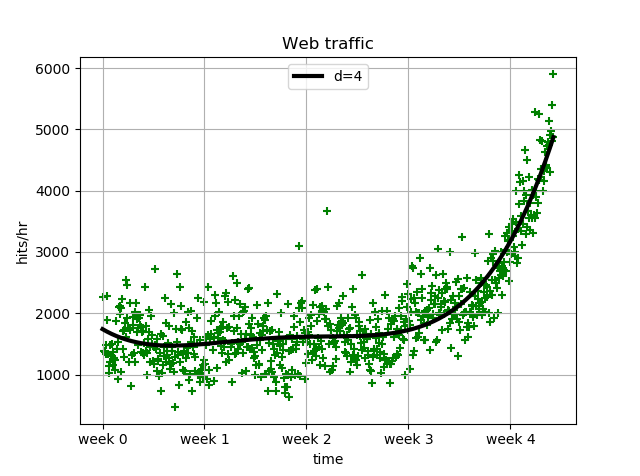 Web traffic
d=4
hits/hr
6000
5000
4000
3000
2000
1000
week 0
week 1
week 2
week 3
week 4
time